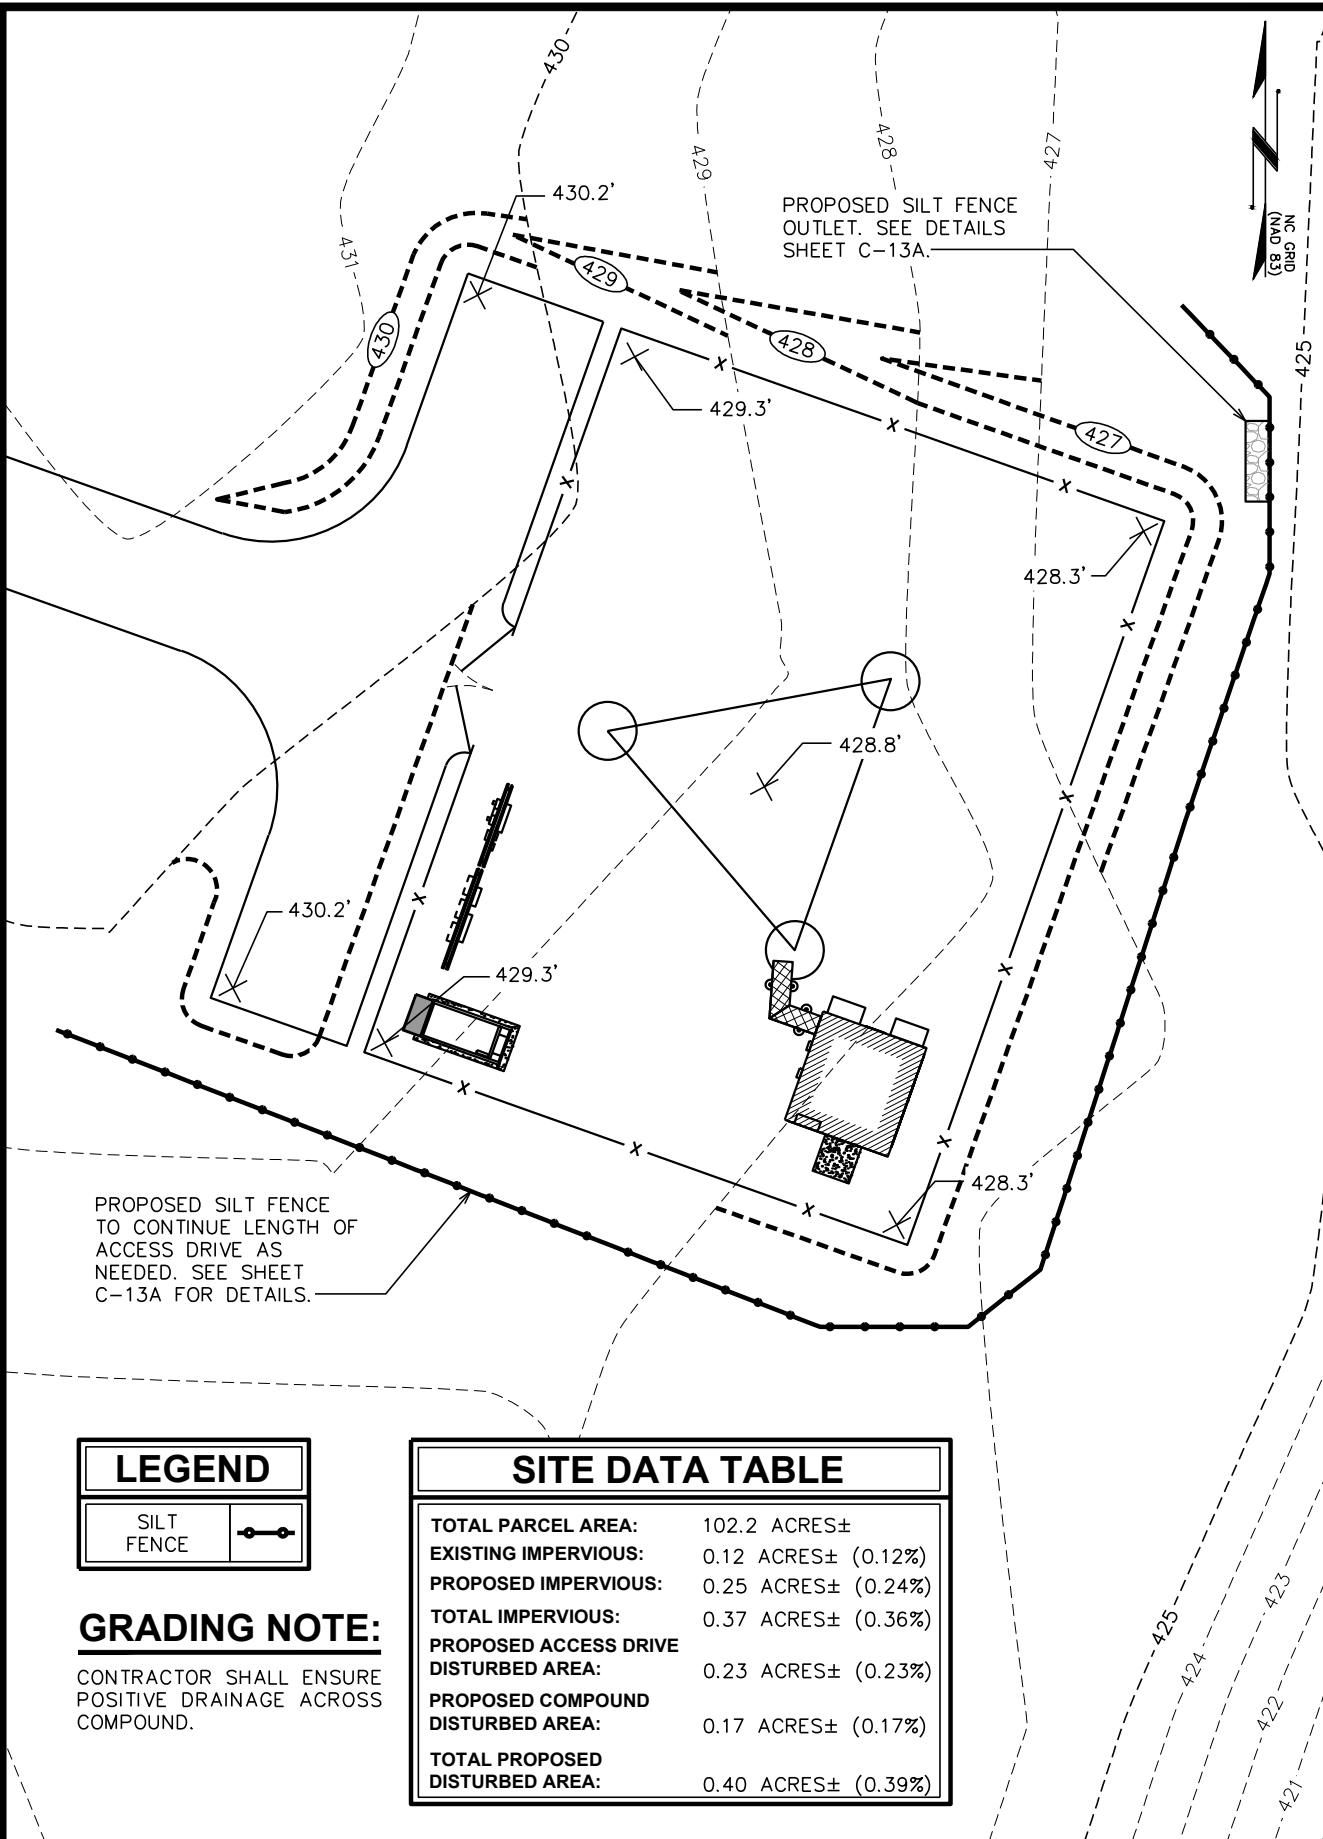 430
431
429
428
427
425
NC GRID
(NAD 83)
430.2'
PROPOSED SILT FENCE
OUTLET. SEE DETAILS
SHEET C-13A.
429
430
428
427
429.3'
428.3'
428.8'
430.2'
429.3'
428.3'
x
x
x
x
x
x
x
x
x
x
x
x
PROPOSED SILT FENCE
TO CONTINUE LENGTH OF
ACCESS DRIVE AS
NEEDED. SEE SHEET
C-13A FOR DETAILS.
LEGEND
SILT
FENCE
GRADING NOTE:
CONTRACTOR SHALL ENSURE
POSITIVE DRAINAGE ACROSS
COMPOUND.
SITE DATA TABLE
TOTAL PARCEL AREA: 102.2 ACRES±
EXISTING IMPERVIOUS: 0.12 ACRES± (0.12%)
PROPOSED IMPERVIOUS: 0.25 ACRES± (0.24%)
TOTAL IMPERVIOUS: 0.37 ACRES± (0.36%)
PROPOSED ACCESS DRIVE
DISTURBED AREA: 0.23 ACRES± (0.23%)
PROPOSED COMPOUND
DISTURBED AREA: 0.17 ACRES± (0.17%)
TOTAL PROPOSED
DISTURBED AREA: 0.40 ACRES± (0.39%)
425
424
423
422
421